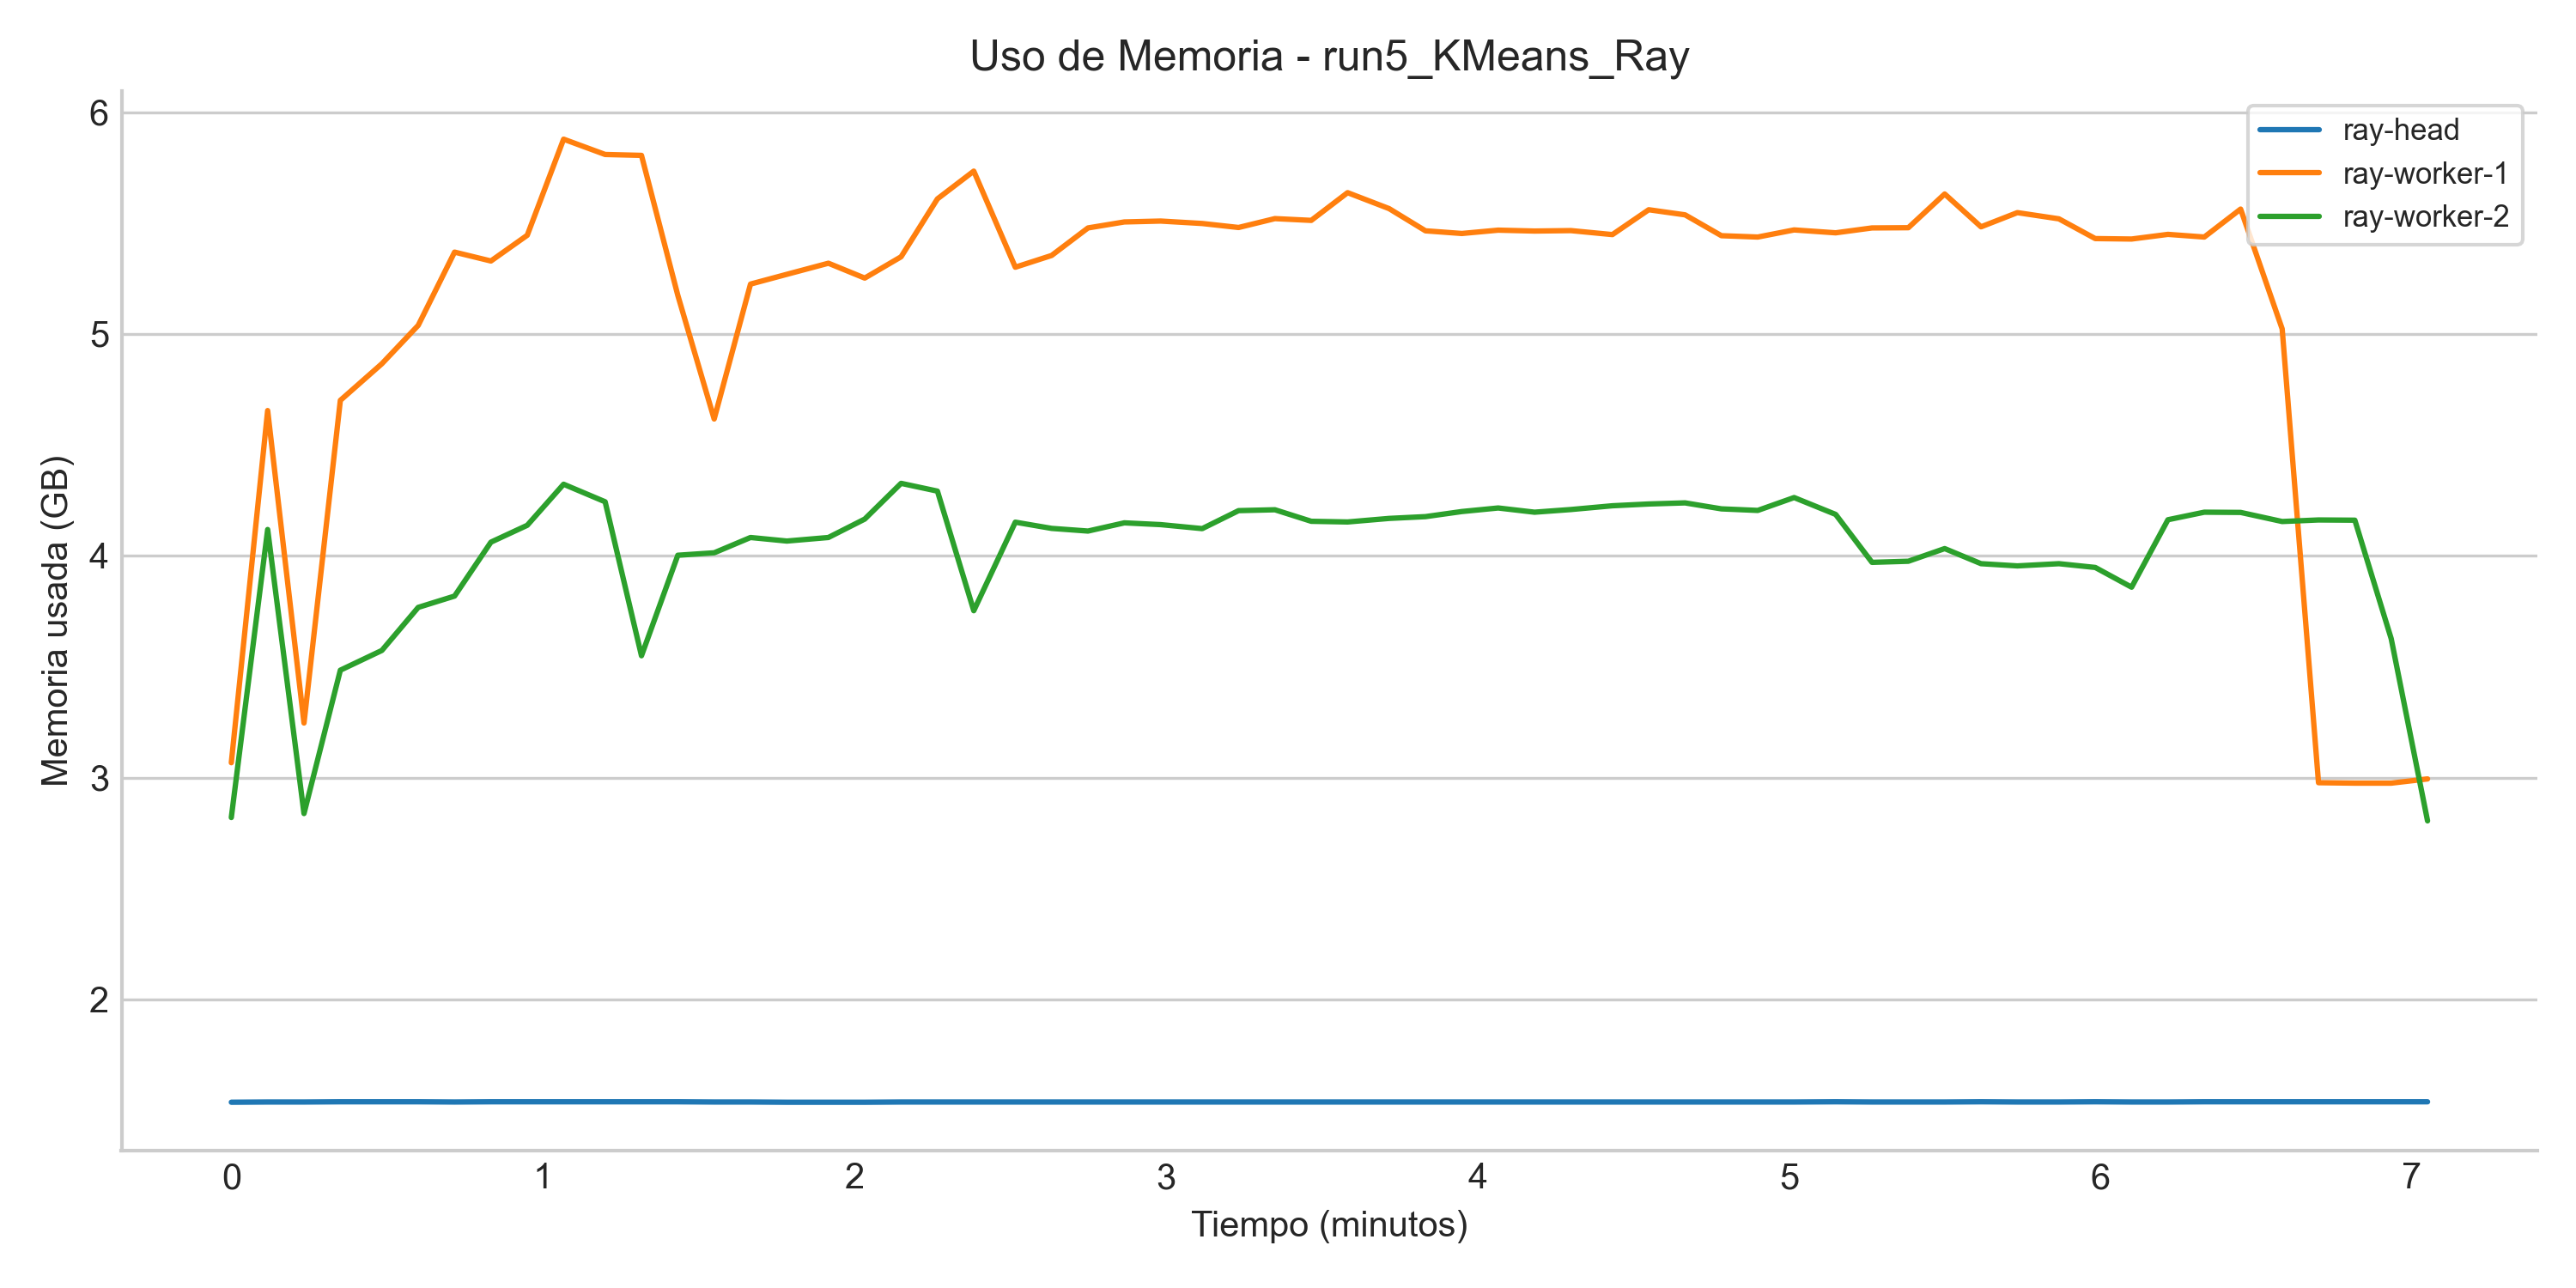 Uso de Memoria - run5_KMeans_Ray
ray-head
ray-worker-1
ray-worker-2
Memoria usada (GB)
6
5
4
3
2
0 1 2 3 4 5 6 7
Tiempo (minutos)